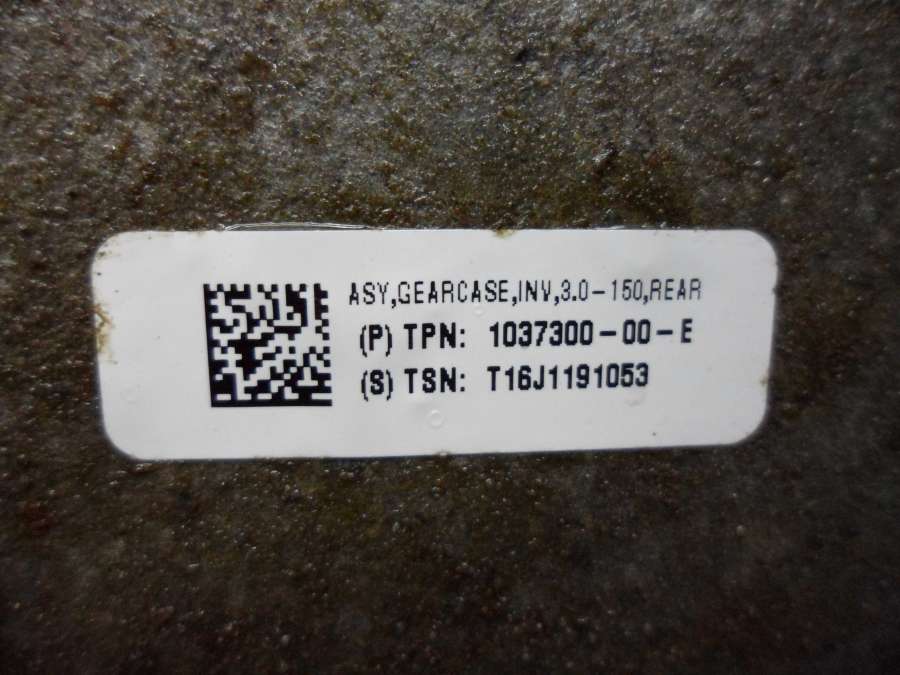 ASY,GEARCASE,INV,3.0-150,REAR
(P) TPN: 1037300-00-E
(S) TSN: T16J1191053